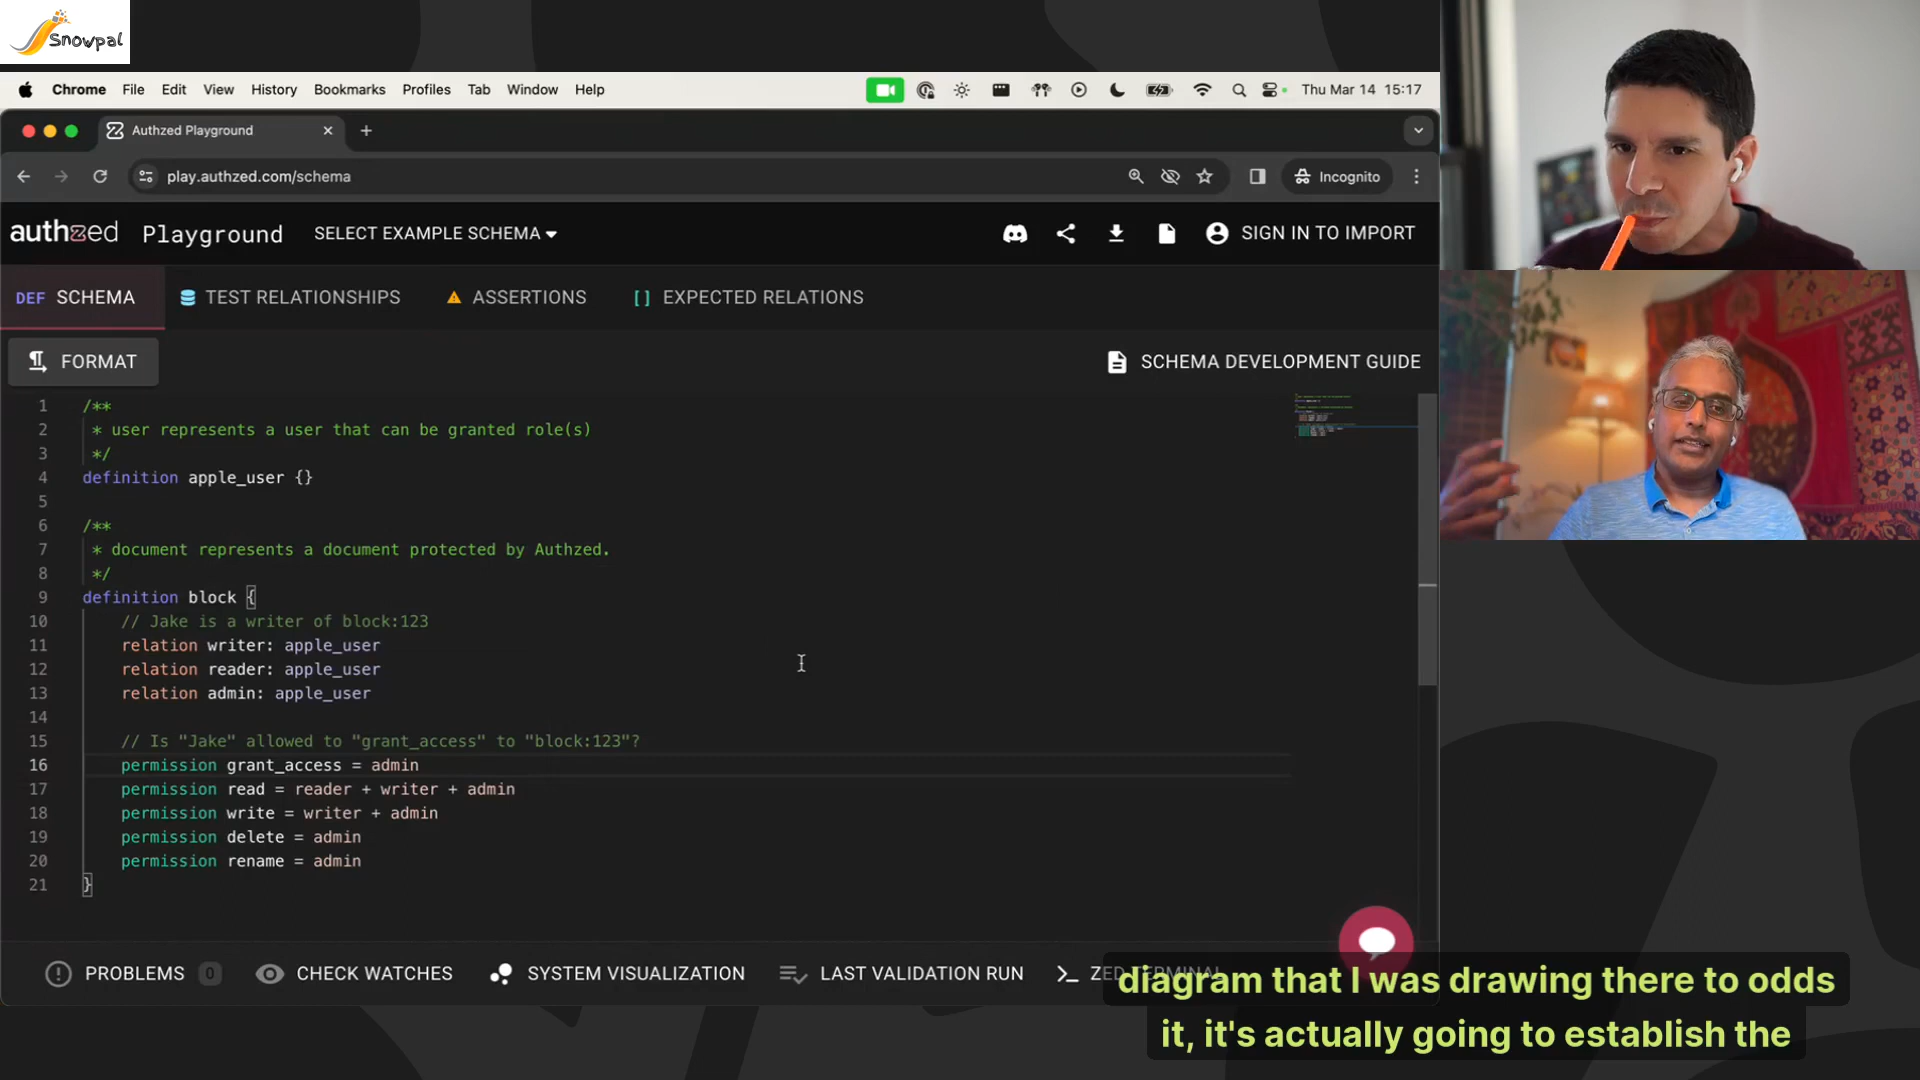 Snowpal
Chrome File Edit View History Bookmarks Profiles Tab Window Help Thu Mar 14 15:17
Authzed Playground
play.authzed.com/schema Incognito
authzed Playground SELECT EXAMPLE SCHEMA SIGN IN TO IMPORT
DEF SCHEMA TEST RELATIONSHIPS ASSERTIONS [ ] EXPECTED RELATIONS
FORMAT SCHEMA DEVELOPMENT GUIDE
1 /**
2 * user represents a user that can be granted role(s)
3 */
4 definition apple_user {}
5
6 /**
7 * document represents a document protected by Authzed.
8 */
9 definition block {
10 // Jake is a writer of block:123
11 relation writer: apple_user
12 relation reader: apple_user
13 relation admin: apple_user
14
15 // Is "Jake" allowed to "grant_access" to "block:123"?
16 permission grant_access = admin
17 permission read = reader + writer + admin
18 permission write = writer + admin
19 permission delete = admin
20 permission rename = admin
21 }
PROBLEMS 0 CHECK WATCHES SYSTEM VISUALIZATION LAST VALIDATION RUN ZED TERMINAL
diagram that I was drawing there to odds
it, it's actually going to establish the